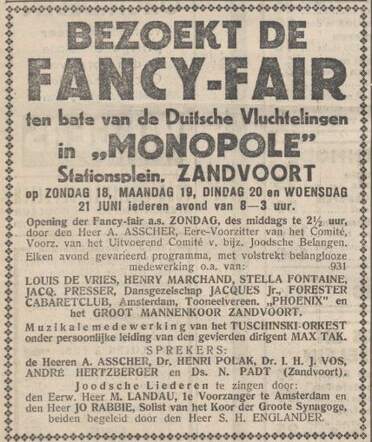 BEZOEKT DE
FANCY-FAIR
ten bate van de Duitsche Vluchtelingen
in „MONOPOLE"
Stationsplein, ZANDVOORT
op ZONDAG 18, MAANDAG 19, DINDAG 20 en WOENSDAG
21 JUNI iederen avond van 8—3 uur.
Opening der Fancy-fair a.s. ZONDAG, des middags te 2½ uur,
door den Heer A. ASSCHER, Eere-Voorzitter van het Comité,
Voorz. van het Uitvoerend Comité v. bijz. Joodsche Belangen.
Elken avond gevarieerd programma, met volstrekt belanglooze
medewerking o.a. van: 931
LOUIS DE VRIES, HENRY MARCHAND, STELLA FONTAINE,
JACQ. PRESSER, Dansgezelschap JACQUES Jr., FORESTER
CABARETCLUB, Amsterdam, Tooneelvereen. „PHOENIX" en
het GROOT MANNENKOOR ZANDVOORT.
Muzikale medewerking van het TUSCHINSKI-ORKEST
onder persoonlijke leiding van den gevierden dirigent MAX TAK.
SPREKERS:
de Heeren A. ASSCHER, Dr. HENRI POLAK, Dr. I. H. J. VOS,
ANDRÉ HERTZBERGER en Ds. N. PADT (Zandvoort).
Joodsche Liederen te zingen door:
den Eerw. Heer M. LANDAU, 1e Voorzanger te Amsterdam en
den Heer JO RABBIE, Solist van het Koor der Groote Synagoge,
beiden begeleid door den Heer S. H. ENGLANDER.